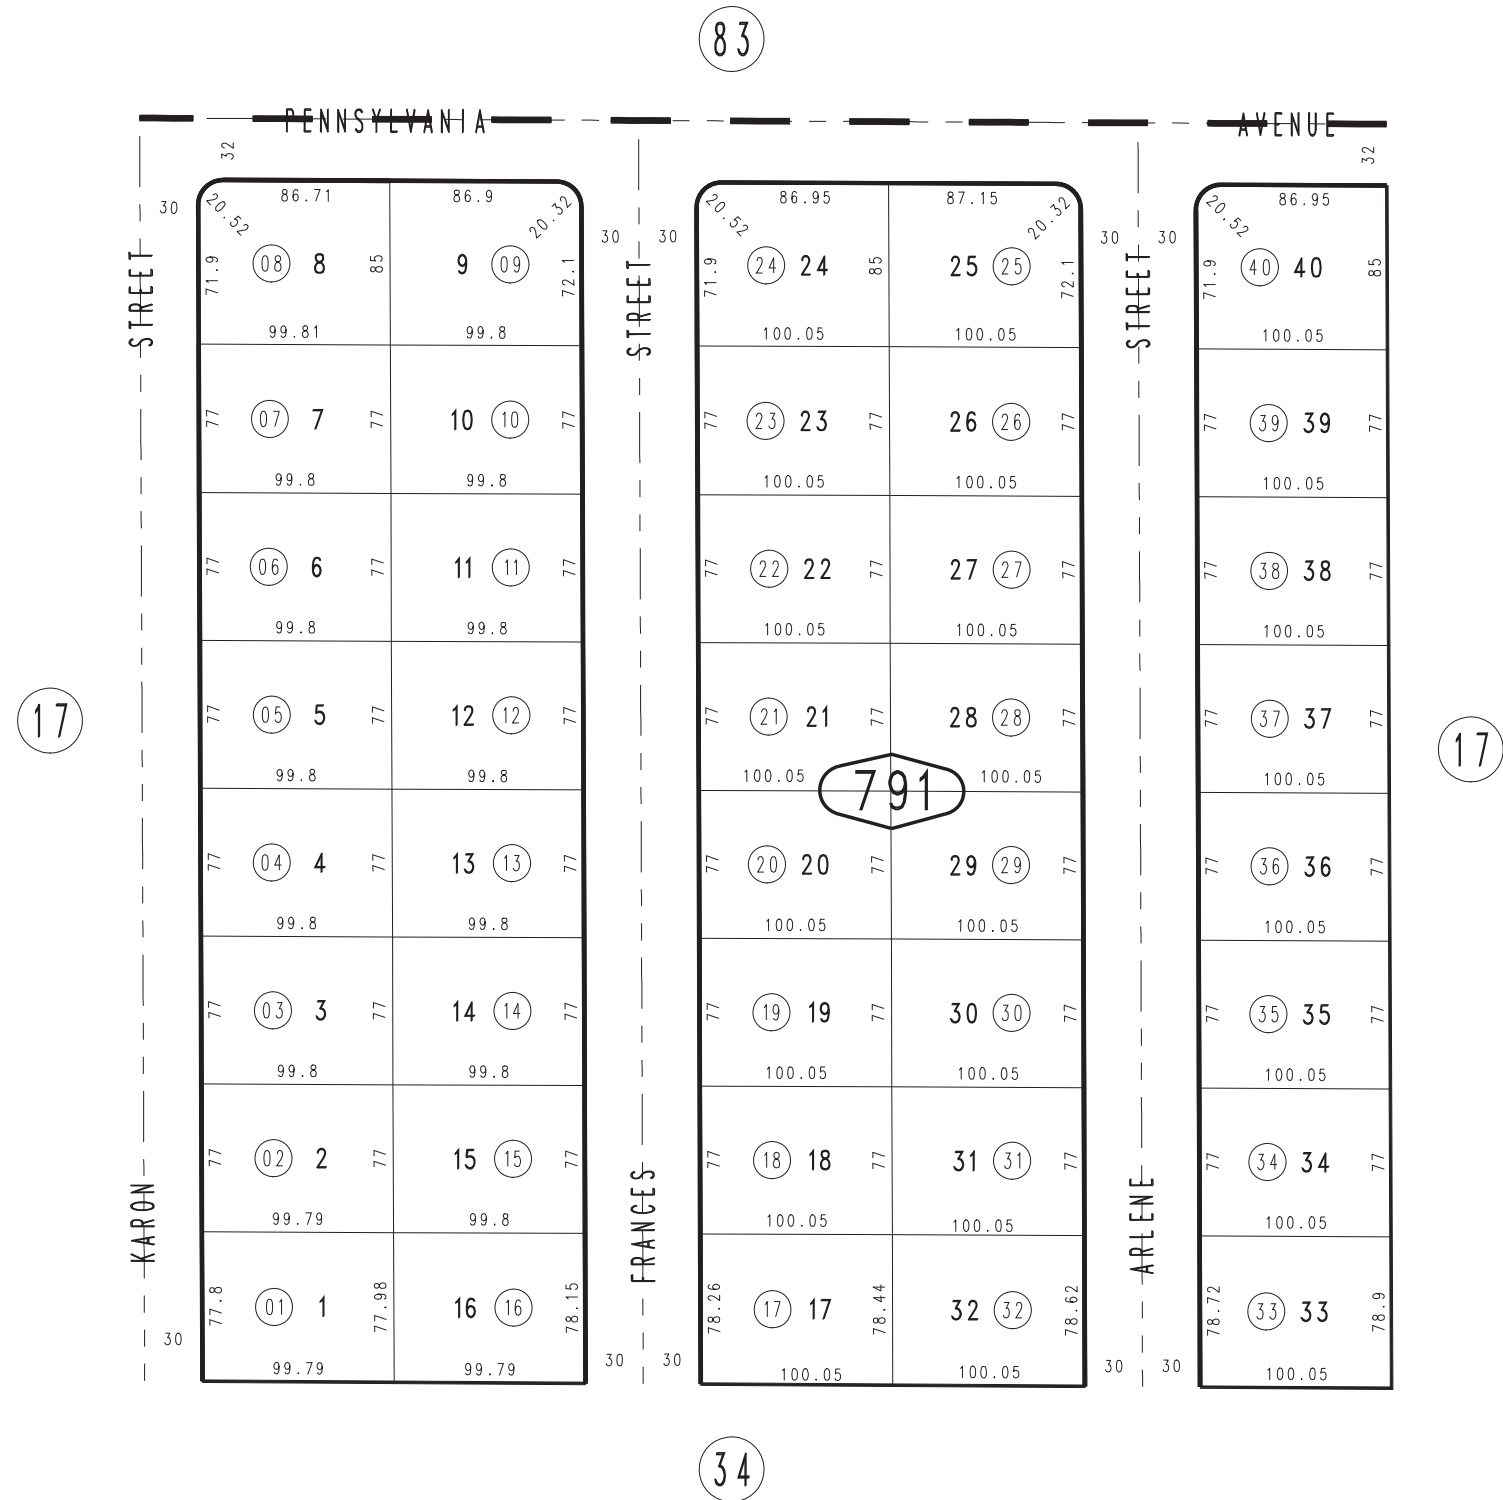 83
PENNSYLVANIA AVENUE
32 32
30 20.52 86.71 86.9 20.32 30 30 20.52 86.95 87.15 20.32 30 30 20.52 86.95
STREET 71.9 08 8 85 9 09 72.1 STREET 71.9 24 24 85 25 25 72.1 STREET 71.9 40 40 85
99.81 99.8 100.05 100.05 100.05
77 07 7 77 10 10 77 77 23 23 77 26 26 77 77 39 39 77
99.8 99.8 100.05 100.05 100.05
77 06 6 77 11 11 77 77 22 22 77 27 27 77 77 38 38 77
99.8 99.8 100.05 100.05 100.05
17 77 05 5 77 12 12 77 77 21 21 77 28 28 77 77 37 37 77 17
99.8 99.8 100.05 100.05 100.05
791
77 04 4 77 13 13 77 77 20 20 77 29 29 77 77 36 36 77
99.8 99.8 100.05 100.05 100.05
77 03 3 77 14 14 77 77 19 19 77 30 30 77 77 35 35 77
99.8 99.8 100.05 100.05 100.05
77 02 2 77 15 15 77 77 18 18 77 31 31 77 77 34 34 77
KARON FRANCES ARLENE
99.79 99.8 100.05 100.05 100.05
77.8 01 1 77.98 16 16 78.15 78.26 17 17 78.44 32 32 78.62 78.72 33 33 78.9
30 99.79 99.79 30 30 100.05 100.05 30 30 100.05
34